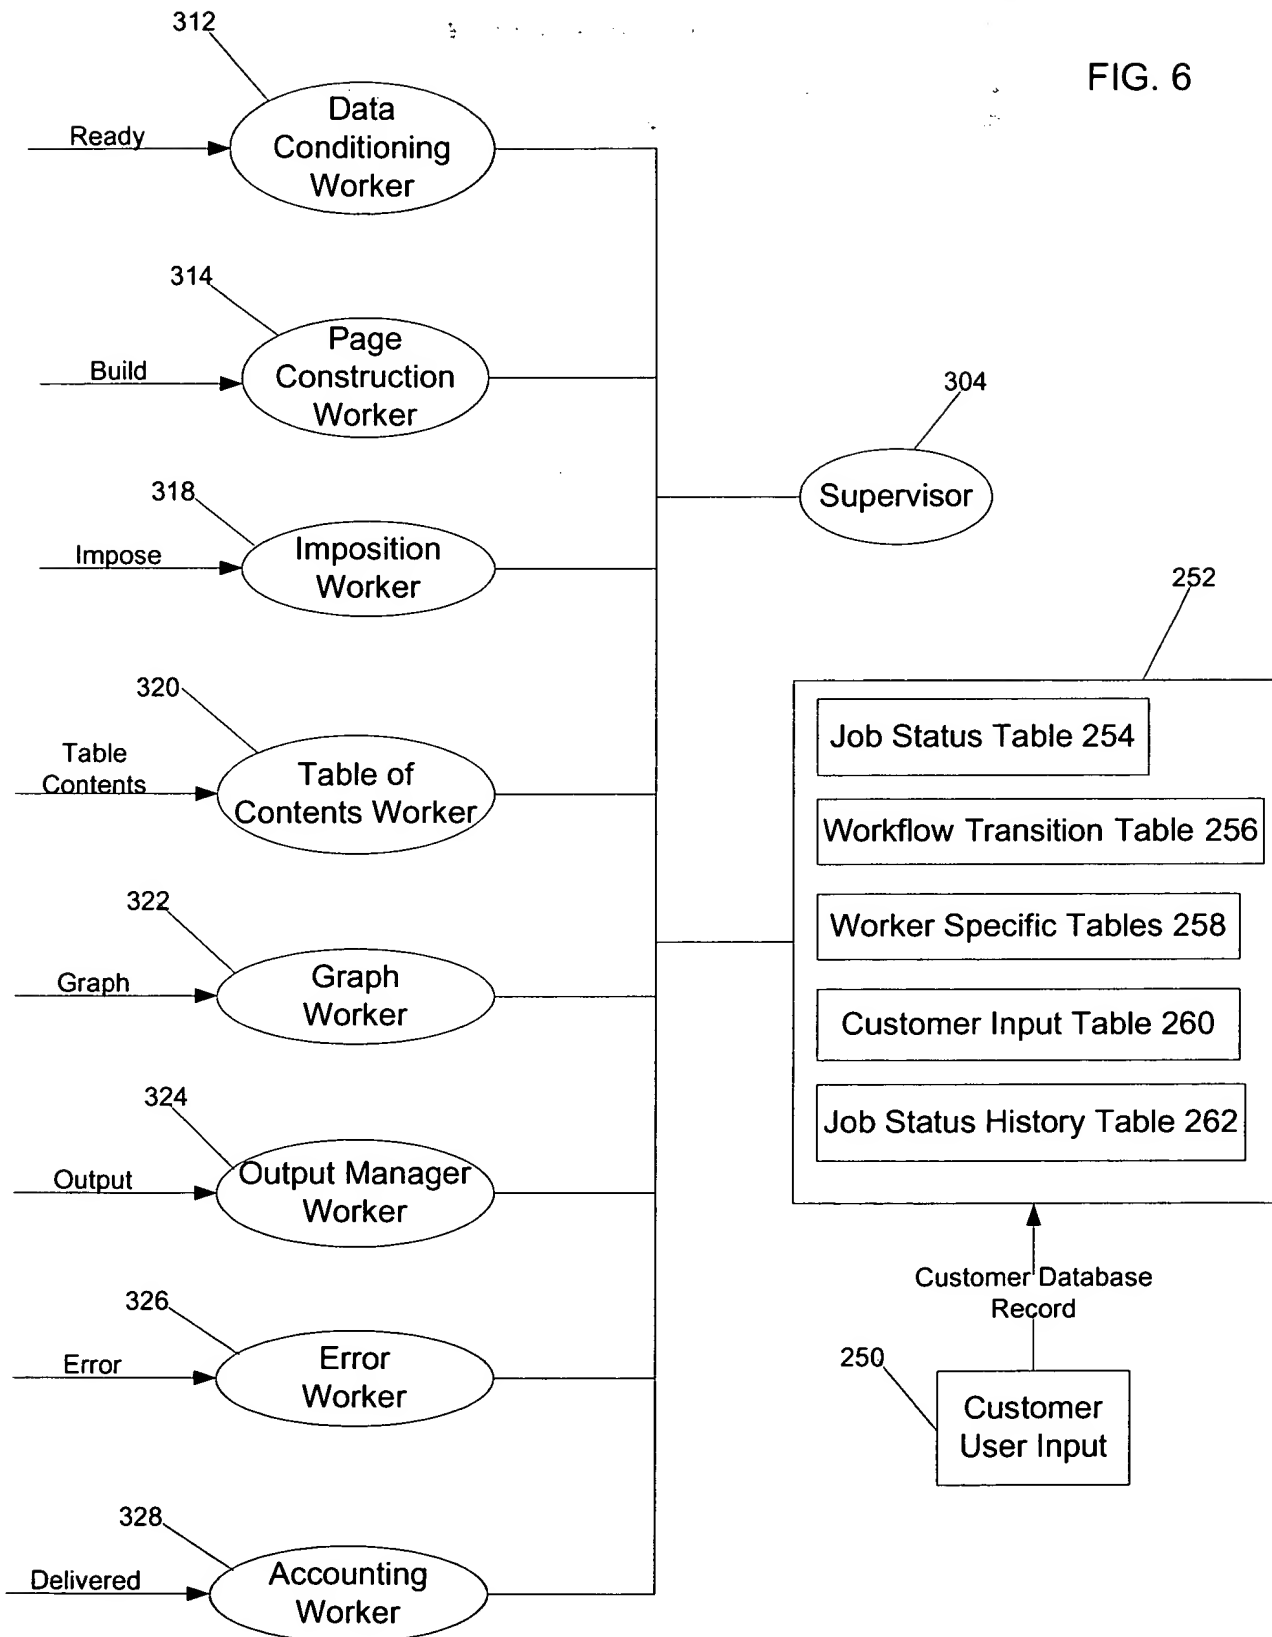 312
FIG. 6
Ready
Data
Conditioning
Worker
314
Build
Page
Construction
Worker
304
Supervisor
318
Impose
Imposition
Worker
252
320
Table
Contents
Table of
Contents Worker
Job Status Table 254
Workflow Transition Table 256
Worker Specific Tables 258
Customer Input Table 260
Job Status History Table 262
322
Graph
Graph
Worker
324
Output
Output Manager
Worker
Customer Database
Record
326
Error
Error
Worker
250
Customer
User Input
328
Delivered
Accounting
Worker